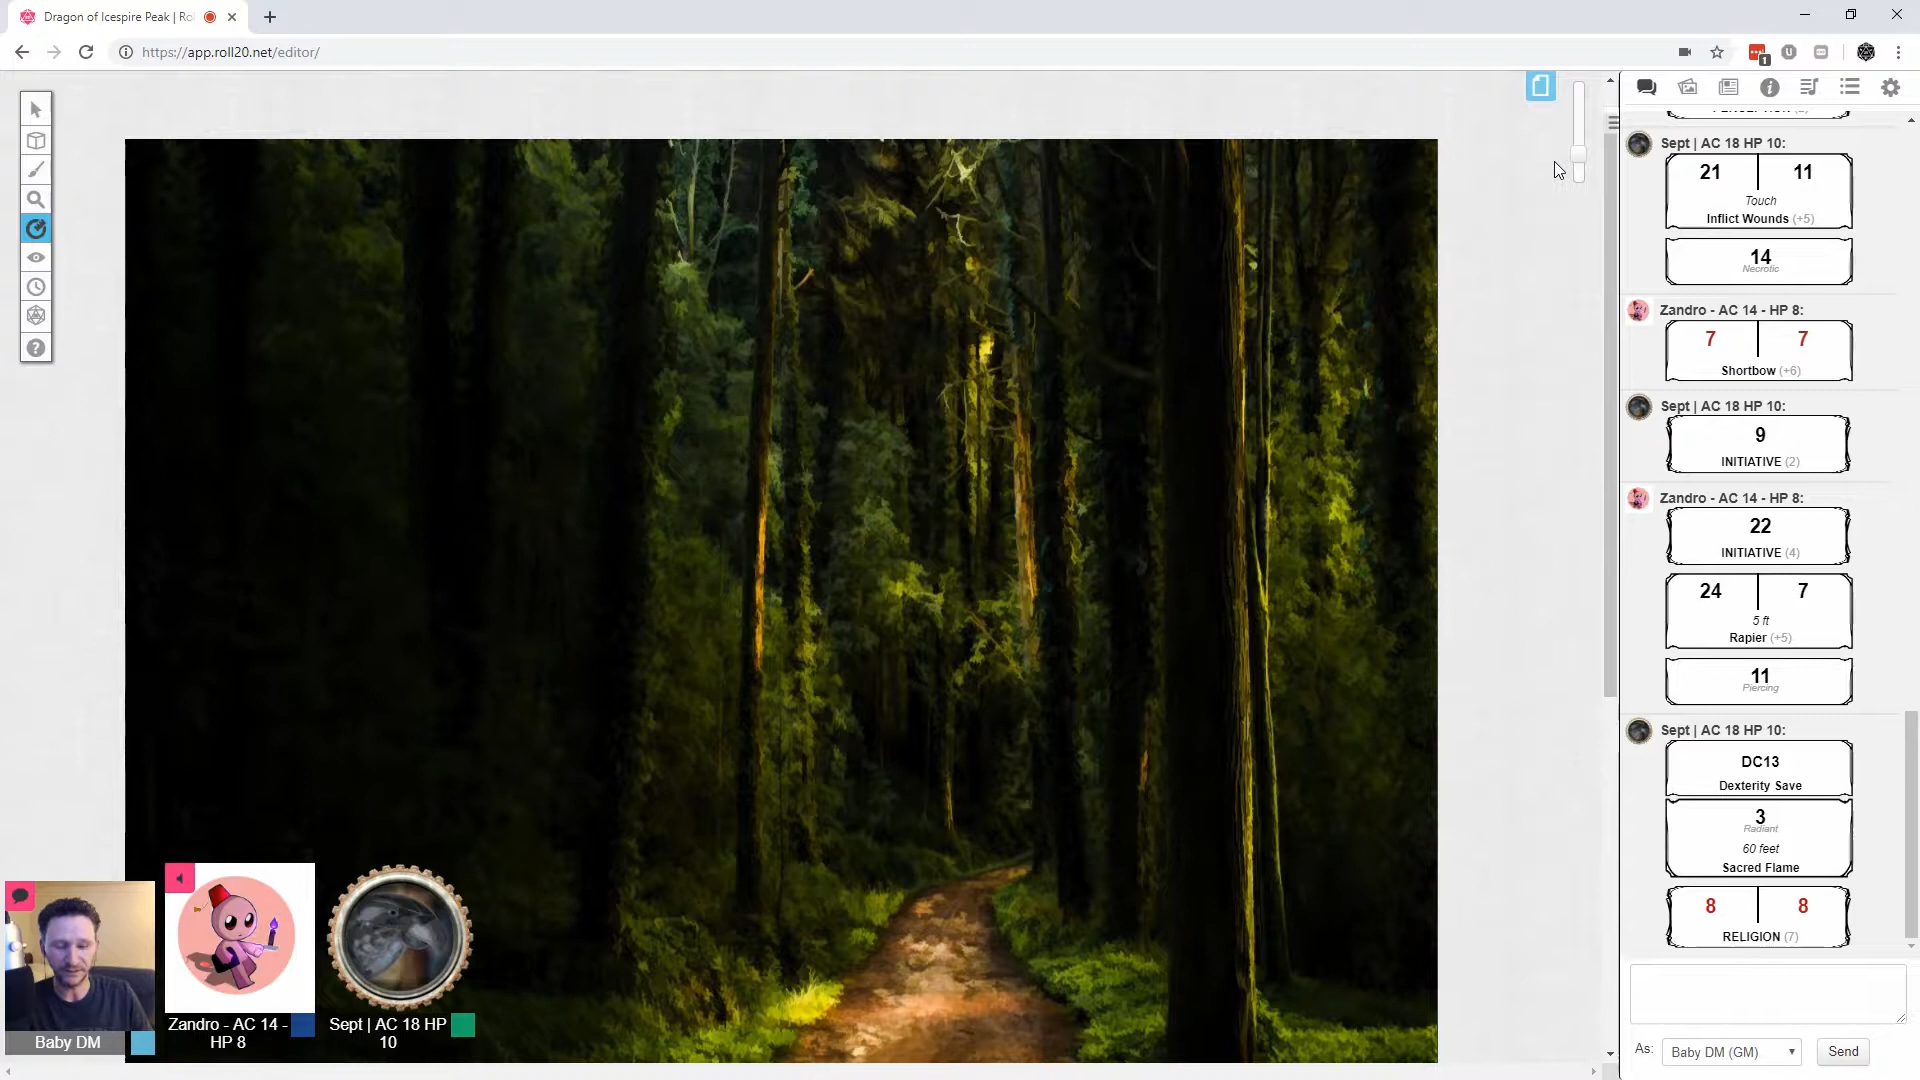 Dragon of Icespire Peak | Ro
https://app.roll20.net/editor/
1
Sept | AC 18 HP 10:
21 11
Touch
Inflict Wounds (+5)
14
Necrotic
Zandro - AC 14 - HP 8:
7 7
Shortbow (+6)
Sept | AC 18 HP 10:
9
INITIATIVE (2)
Zandro - AC 14 - HP 8:
22
INITIATIVE (4)
24 7
5 ft
Rapier (+5)
11
Piercing
Sept | AC 18 HP 10:
DC13
Dexterity Save
3
Radiant
60 feet
Sacred Flame
8 8
RELIGION (7)
Baby DM
Zandro - AC 14 -
HP 8
Sept | AC 18 HP
10
As: Baby DM (GM) Send